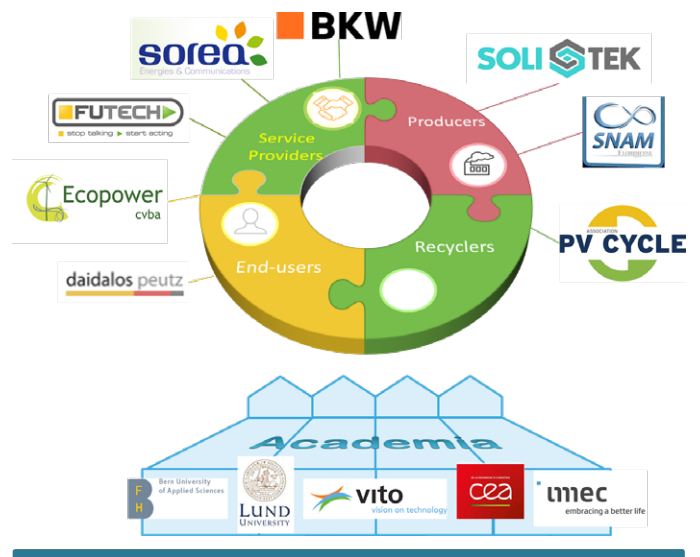 BKW
sorea
Energies & Communications
SOLITEK
FUTECH
stop talking start acting
SNAM
Service
Providers
Producers
Ecopower
cvba
ASSOCIATION
PV CYCLE
End-users
Recyclers
daidalos peutz
Academia
Bern University
of Applied Sciences
F
B
H
LUND
UNIVERSITY
vito
vision on technology
cea
imec
embracing a better life